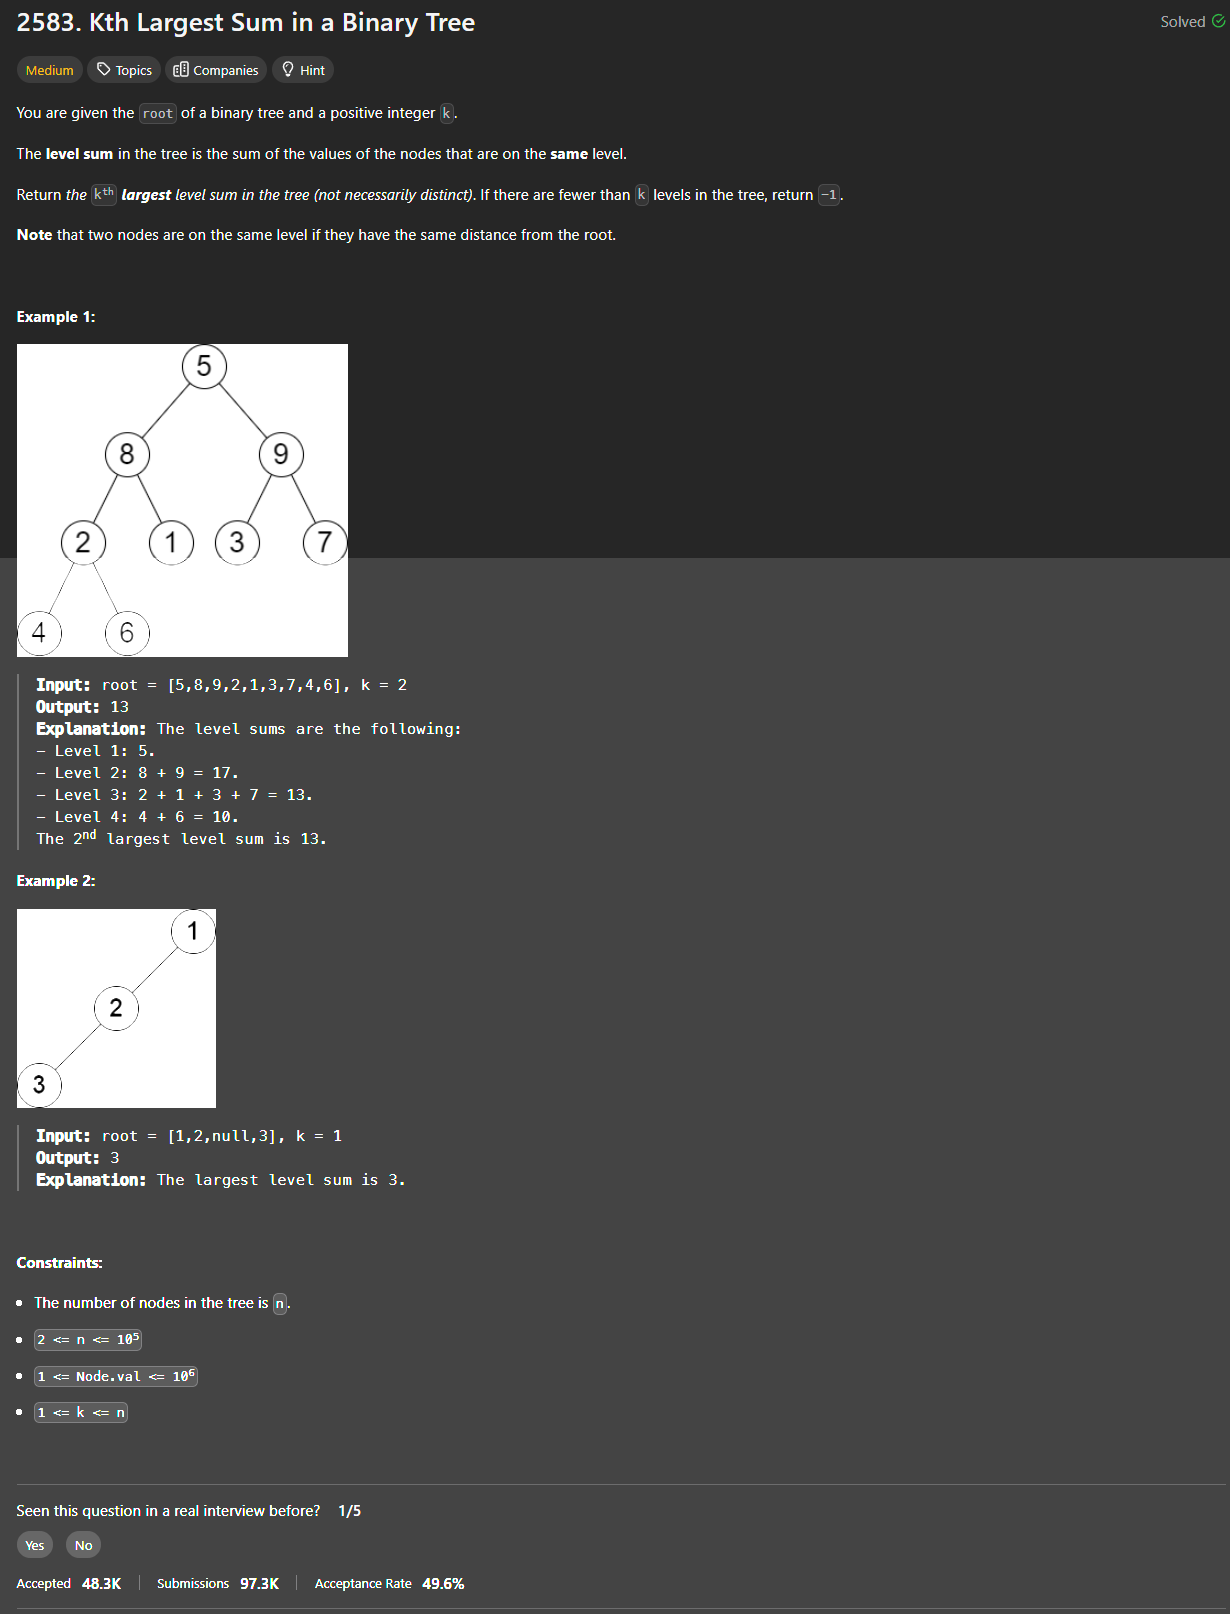 2583. Kth Largest Sum in a Binary Tree
Solved
Medium Topics Companies Hint
You are given the root of a binary tree and a positive integer k.
The level sum in the tree is the sum of the values of the nodes that are on the same level.
Return the kth largest level sum in the tree (not necessarily distinct). If there are fewer than k levels in the tree, return -1.
Note that two nodes are on the same level if they have the same distance from the root.
Example 1:
5
8 9
2 1 3 7
4 6
Input: root = [5,8,9,2,1,3,7,4,6], k = 2
Output: 13
Explanation: The level sums are the following:
- Level 1: 5.
- Level 2: 8 + 9 = 17.
- Level 3: 2 + 1 + 3 + 7 = 13.
- Level 4: 4 + 6 = 10.
The 2nd largest level sum is 13.
Example 2:
1
2
3
Input: root = [1,2,null,3], k = 1
Output: 3
Explanation: The largest level sum is 3.
Constraints:
• The number of nodes in the tree is n.
• 2 <= n <= 10⁵
• 1 <= Node.val <= 10⁶
• 1 <= k <= n
Seen this question in a real interview before? 1/5
Yes No
Accepted 48.3K Submissions 97.3K Acceptance Rate 49.6%